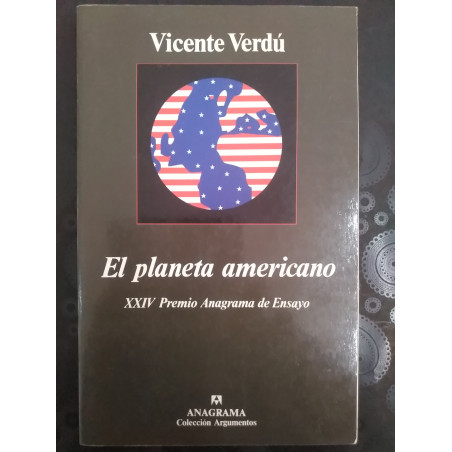 Vicente Verdú
El planeta americano
XXIV Premio Anagrama de Ensayo
ANAGRAMA
Colección Argumentos